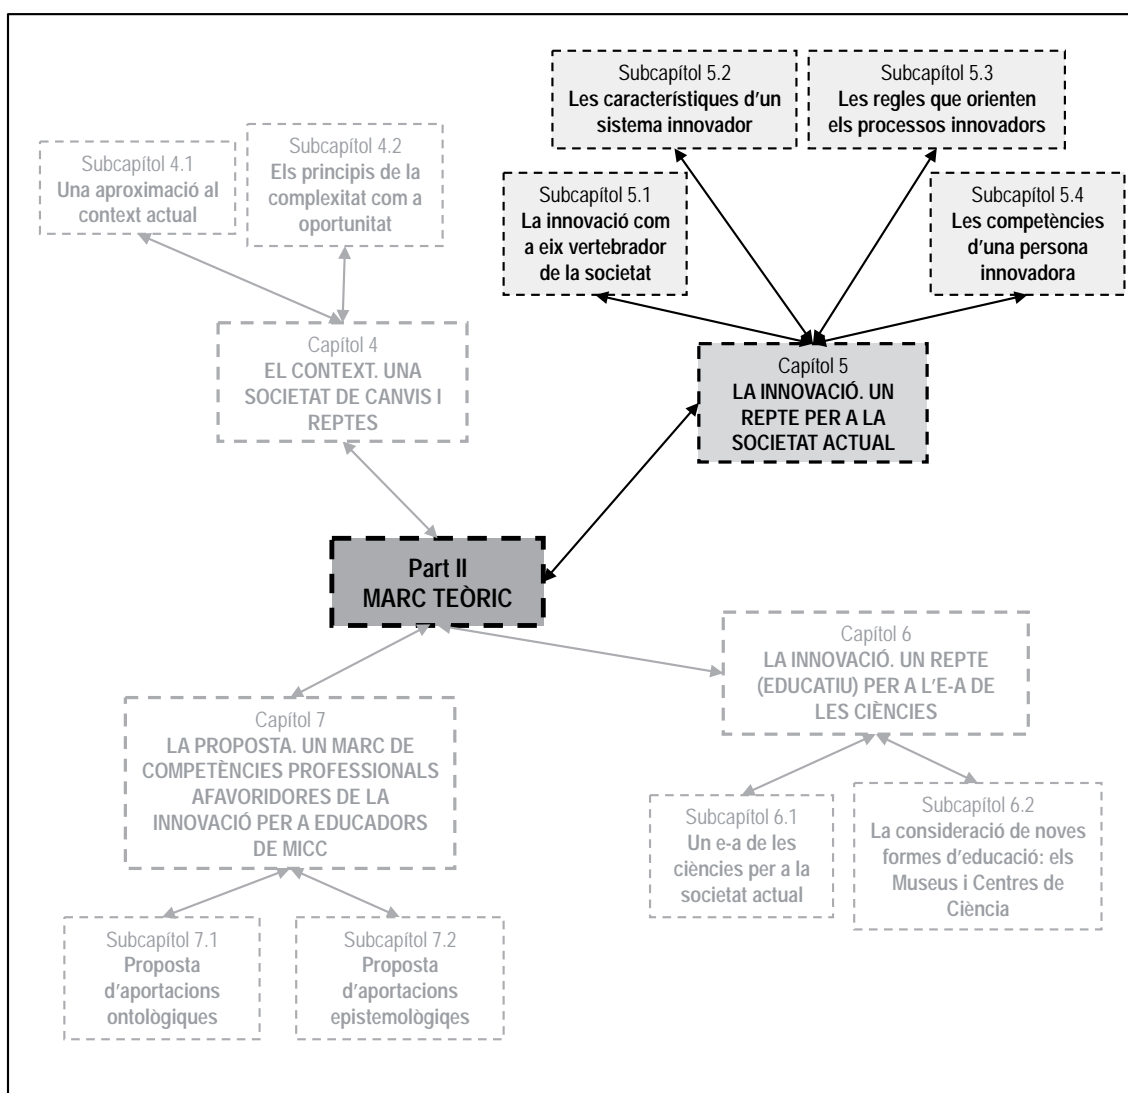 Subcapítol 5.2
Les característiques d'un
sistema innovador
Subcapítol 5.3
Les regles que orienten
els processos innovadors
Subcapítol 4.1
Una aproximació al
context actual
Subcapítol 4.2
Els principis de la
complexitat com a
oportunitat
Subcapítol 5.1
La innovació com
a eix vertebrador
de la societat
Subcapítol 5.4
Les competències
d'una persona
innovadora
Capítol 4
EL CONTEXT. UNA
SOCIETAT DE CANVIS I
REPTES
Capítol 5
LA INNOVACIÓ. UN
REPTE PER A LA
SOCIETAT ACTUAL
Part II
MARC TEÒRIC
Capítol 6
LA INNOVACIÓ. UN REPTE
(EDUCATIU) PER A L'E-A DE
LES CIÈNCIES
Capítol 7
LA PROPOSTA. UN MARC DE
COMPETÈNCIES PROFESSIONALS
AFAVORIDORES DE LA
INNOVACIÓ PER A EDUCADORS
DE MICC
Subcapítol 6.1
Un e-a de les
ciències per a la
societat actual
Subcapítol 6.2
La consideració de noves
formes d'educació: els
Museus i Centres de
Ciència
Subcapítol 7.1
Proposta
d'aportacions
ontològiques
Subcapítol 7.2
Proposta
d'aportacions
epistemològiqes